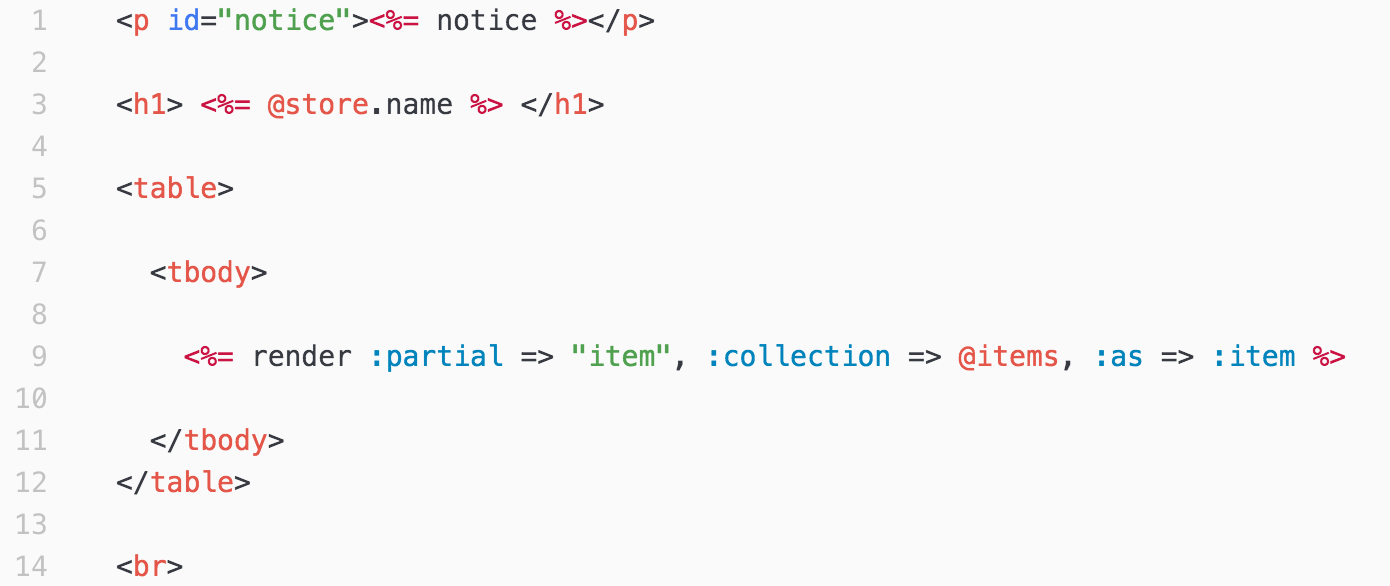 1 <p id="notice"><%= notice %></p>
2
3 <h1> <%= @store.name %> </h1>
4
5 <table>
6
7 <tbody>
8
9 <%= render :partial => "item", :collection => @items, :as => :item %>
10
11 </tbody>
12 </table>
13
14 <br>